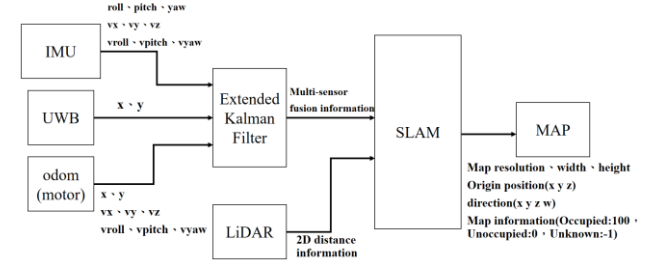 roll、pitch、yaw
vx、vy、vz
vroll、vpitch、vyaw
IMU
UWB
x、y
odom
(motor)
x、y
vx、vy、vz
vroll、vpitch、vyaw
Extended
Kalman
Filter
Multi-sensor
fusion information
LiDAR
2D distance
information
SLAM
MAP
Map resolution、width、height
Origin position(x y z)
direction(x y z w)
Map information(Occupied:100，
Unoccupied:0，Unknown:-1)